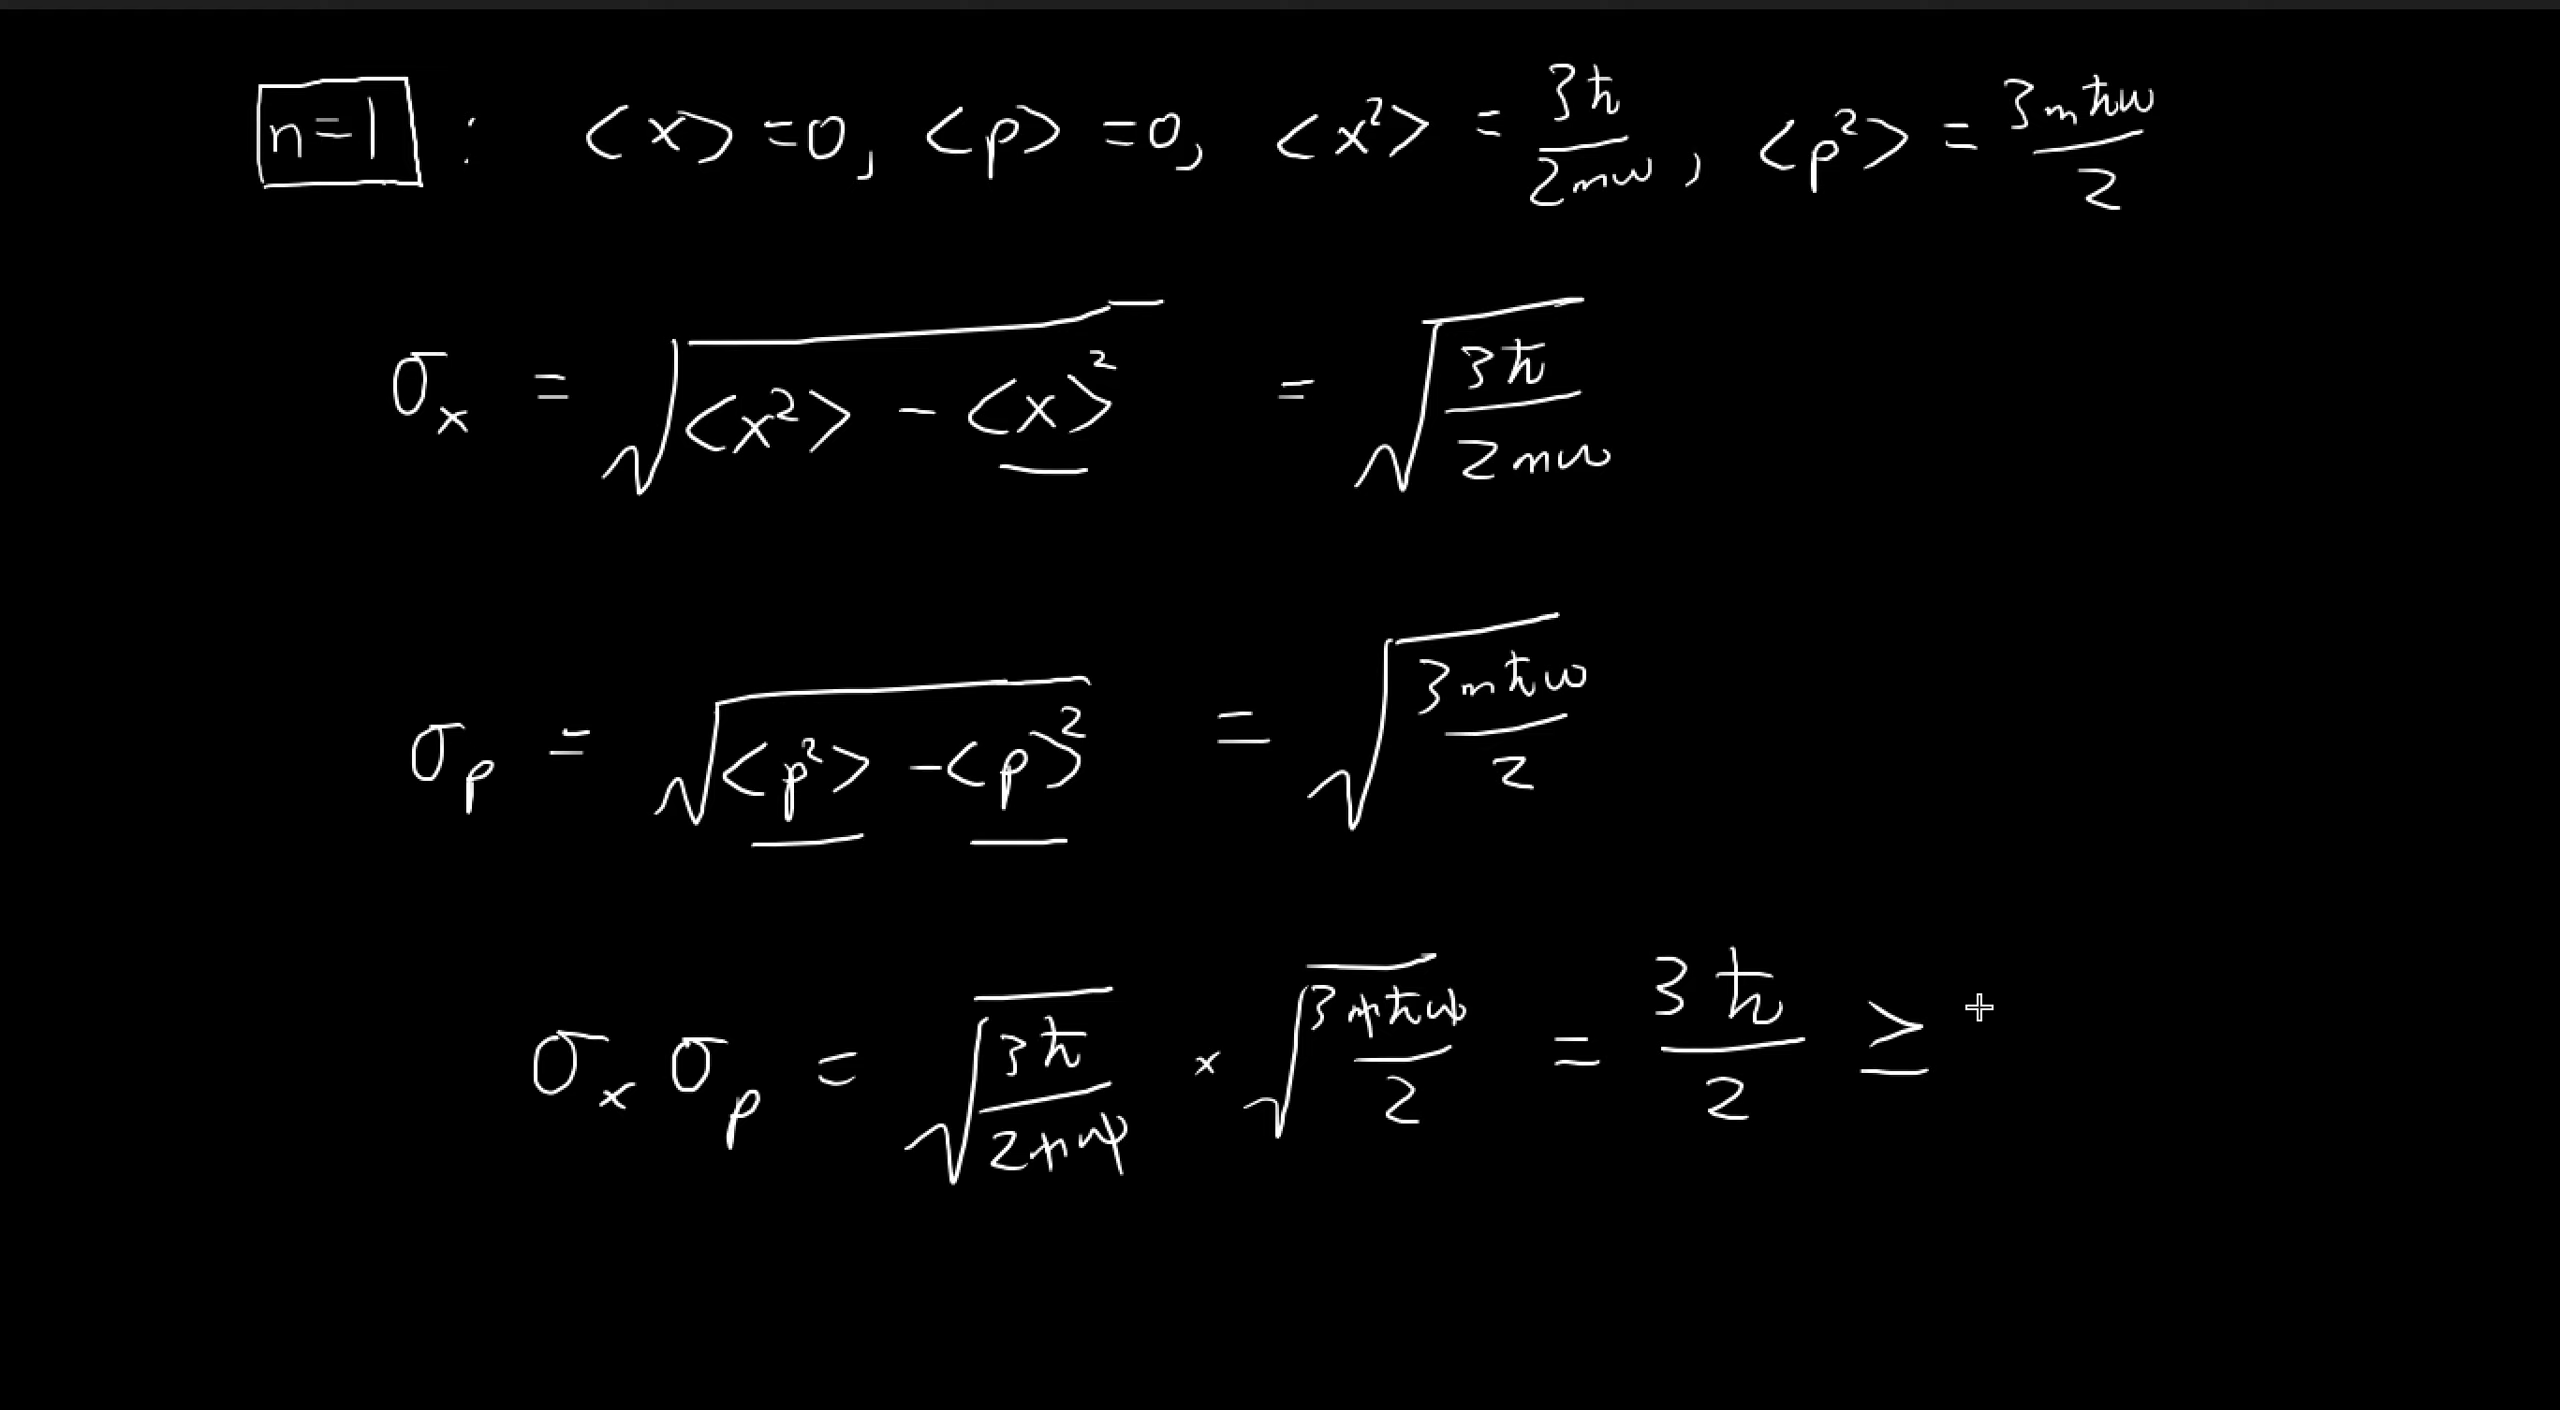 n=1 : <x> =0, <p> =0, <x²> = 3ħ/2mω, <p²> = 3mħω/2
σₓ = √(<x²> - <x>²) = √(3ħ/2mω)
σₚ = √(<p²> - <p>²) = √(3mħω/2)
σₓ σₚ = √(3ħ/2mω) × √(3mħω/2) = 3ħ/2 ≥